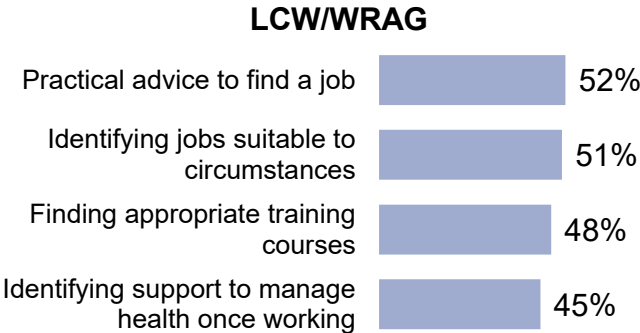 LCW/WRAG
Practical advice to find a job 52%
Identifying jobs suitable to
circumstances 51%
Finding appropriate training
courses 48%
Identifying support to manage
health once working 45%